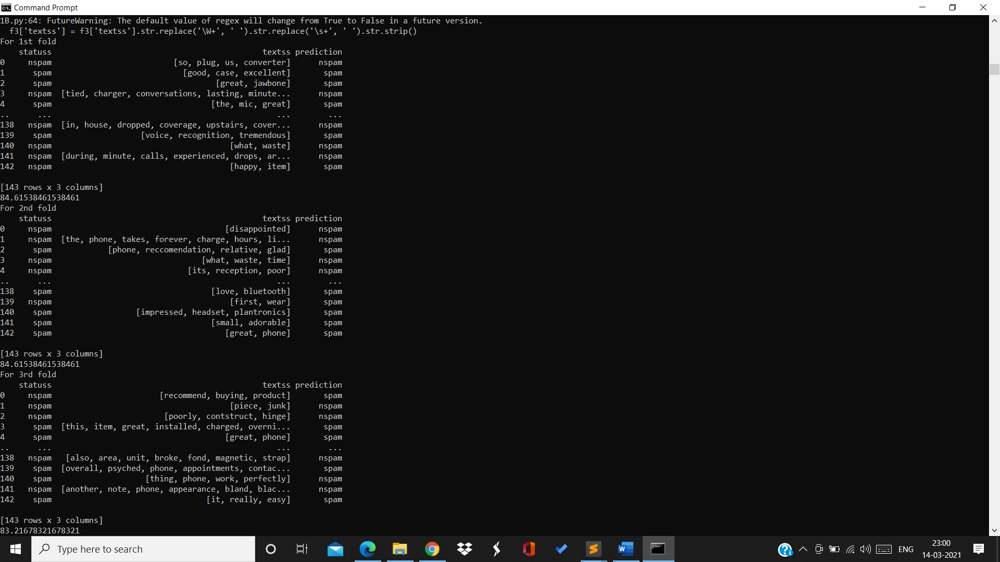 Command Prompt
1B.py:64: FutureWarning: The default value of regex will change from True to False in a future version.
  f3['textss'] = f3['textss'].str.replace('\W+', ' ').str.replace('\s+', ' ').str.strip()
For 1st fold
    statuss                                             textss prediction
0     nspam                          [so, plug, us, converter]      nspam
1      spam                            [good, case, excellent]       spam
2      spam                                   [great, jawbone]       spam
3     nspam  [tied, charger, conversations, lasting, minute...      nspam
4      spam                                  [the, mic, great]       spam
..      ...                                                ...        ...
138   nspam  [in, house, dropped, coverage, upstairs, cover...      nspam
139    spam                   [voice, recognition, tremendous]       spam
140   nspam                                      [what, waste]      nspam
141   nspam  [during, minute, calls, experienced, drops, ar...      nspam
142   nspam                                      [happy, item]       spam
[143 rows x 3 columns]
84.61538461538461
For 2nd fold
    statuss                                             textss prediction
0     nspam                                     [disappointed]      nspam
1     nspam  [the, phone, takes, forever, charge, hours, li...      nspam
2      spam            [phone, reccomendation, relative, glad]       spam
3     nspam                                [what, waste, time]      nspam
4     nspam                             [its, reception, poor]      nspam
..      ...                                                ...        ...
138    spam                                  [love, bluetooth]       spam
139   nspam                                      [first, wear]       spam
140    spam                  [impressed, headset, plantronics]       spam
141    spam                                  [small, adorable]       spam
142    spam                                     [great, phone]       spam
[143 rows x 3 columns]
84.61538461538461
For 3rd fold
    statuss                                             textss prediction
0     nspam                       [recommend, buying, product]       spam
1     nspam                                      [piece, junk]      nspam
2     nspam                        [poorly, contstruct, hinge]      nspam
3      spam  [this, item, great, installed, charged, overni...       spam
4      spam                                     [great, phone]       spam
..      ...                                                ...        ...
138   nspam   [also, area, unit, broke, fond, magnetic, strap]      nspam
139    spam  [overall, psyched, phone, appointments, contac...       spam
140    spam                    [thing, phone, work, perfectly]      nspam
141   nspam  [another, note, phone, appearance, bland, blac...      nspam
142    spam                                 [it, really, easy]       spam
[143 rows x 3 columns]
83.21678321678321
Type here to search
ENG
23:00
14-03-2021